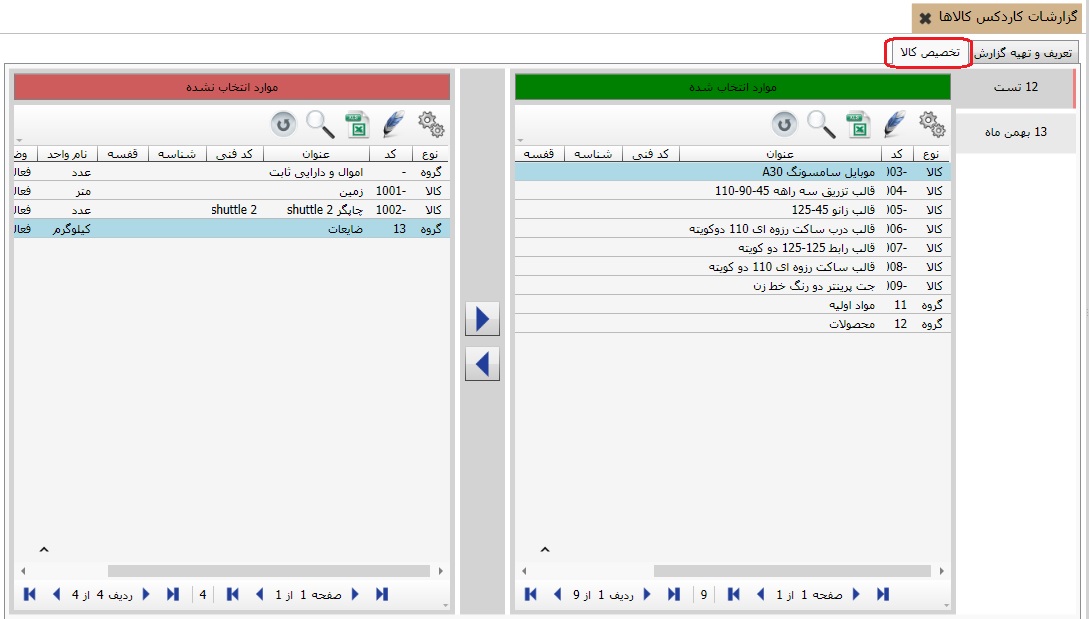 گزارشات کاردکس کالاها
تعریف و تهیه گزارش
تخصیص کالا
12 تست
13 بهمن ماه
موارد انتخاب شده
نوع کد عنوان کد فنی شناسه قفسه
کالا 03- موبایل سامسونگ A30
کالا 04- قالب تزریق سه راهه 45-90-110
کالا 05- قالب زانو 45-125
کالا 06- قالب درب ساکت رزوه ای 110 دوکویته
کالا 07- قالب رابط 125-125 دو کویته
کالا 08- قالب ساکت رزوه ای 110 دو کویته
کالا 09- جت پرینتر دو رنگ خط زن
گروه 11 مواد اولیه
گروه 12 محصولات
صفحه 1 از 1
9
ردیف 1 از 9
موارد انتخاب نشده
نوع کد عنوان کد فنی شناسه قفسه نام واحد وض
گروه - اموال و دارایی ثابت عدد فعال
کالا 1001- زمین متر فعال
کالا 1002- چاپگر shuttle 2 shuttle 2 عدد فعال
گروه 13 ضایعات کیلوگرم فعال
صفحه 1 از 1
4
ردیف 4 از 4